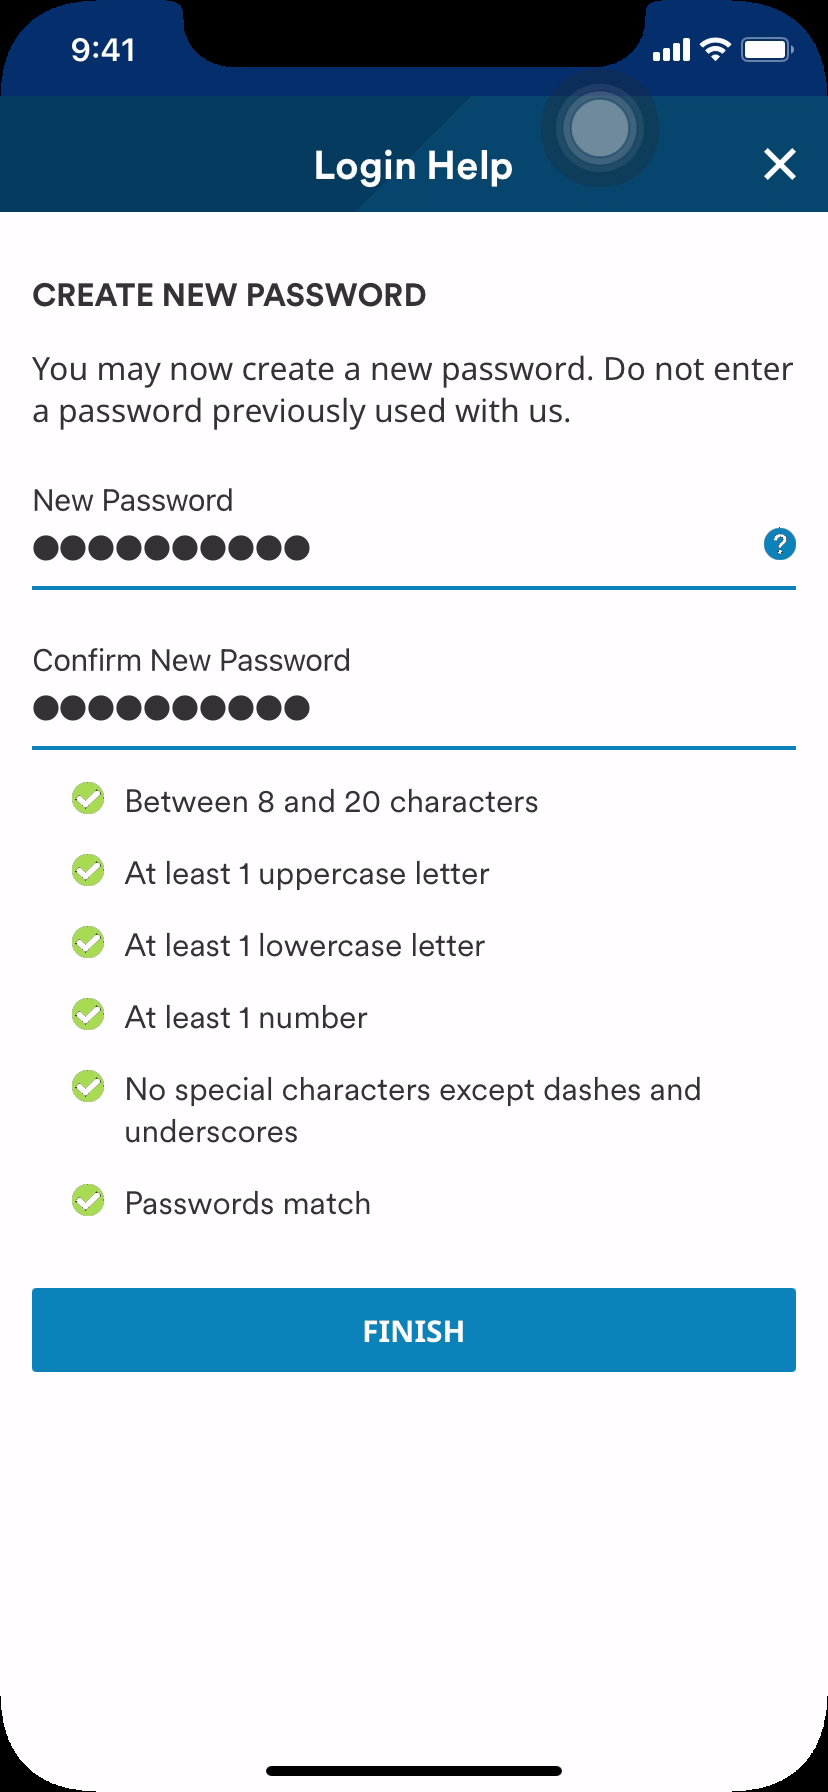 9:41
Login Help
CREATE NEW PASSWORD
You may now create a new password. Do not enter
a password previously used with us.
New Password
●●●●●●●●●●
?
Confirm New Password
●●●●●●●●●●
Between 8 and 20 characters
At least 1 uppercase letter
At least 1 lowercase letter
At least 1 number
No special characters except dashes and
underscores
Passwords match
FINISH